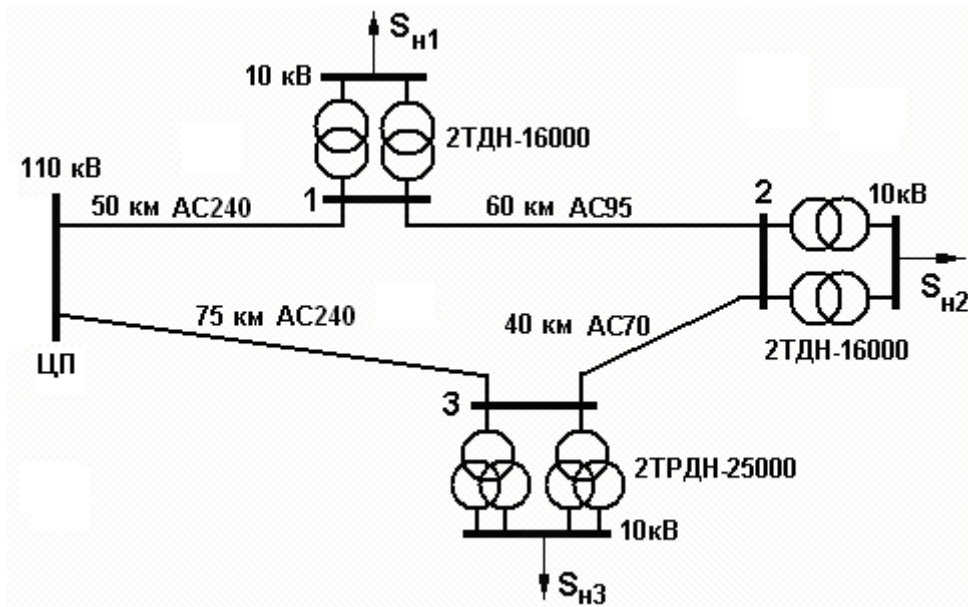 Sн1
10 кВ
2ТДН-16000
110 кВ
50 км АС240
1
60 км АС95
2
10кВ
Sн2
75 км АС240
40 км АС70
2ТДН-16000
ЦП
3
2ТРДН-25000
10кВ
Sн3